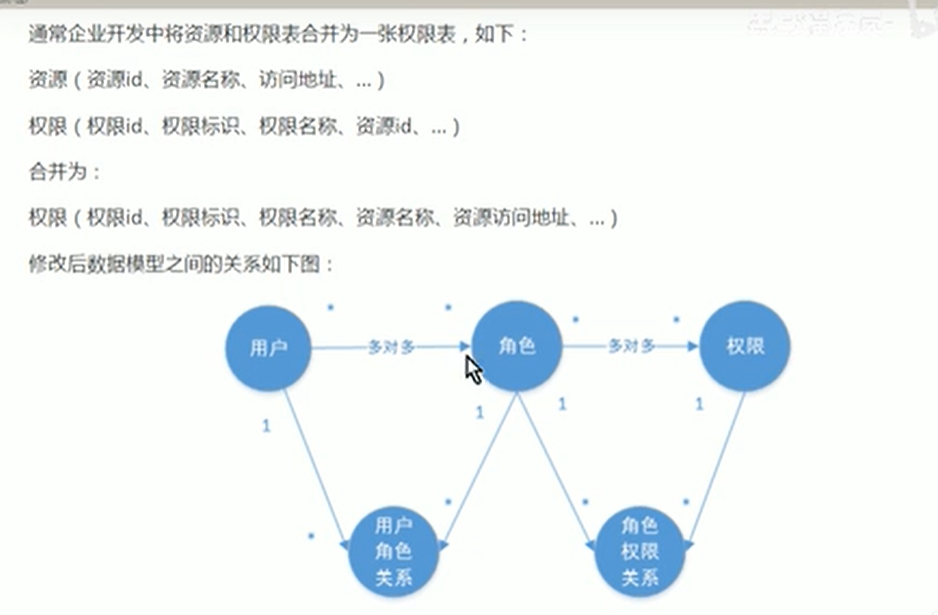 通常企业开发中将资源和权限表合并为一张权限表，如下：
资源（资源id、资源名称、访问地址、...）
权限（权限id、权限标识、权限名称、资源id、...）
合并为：
权限（权限id、权限标识、权限名称、资源名称、资源访问地址、...）
修改后数据模型之间的关系如下图：
* * * *
用户 多对多 角色 多对多 权限
1 1 1 1
* * * *
用户 角色
角色 权限
关系 关系